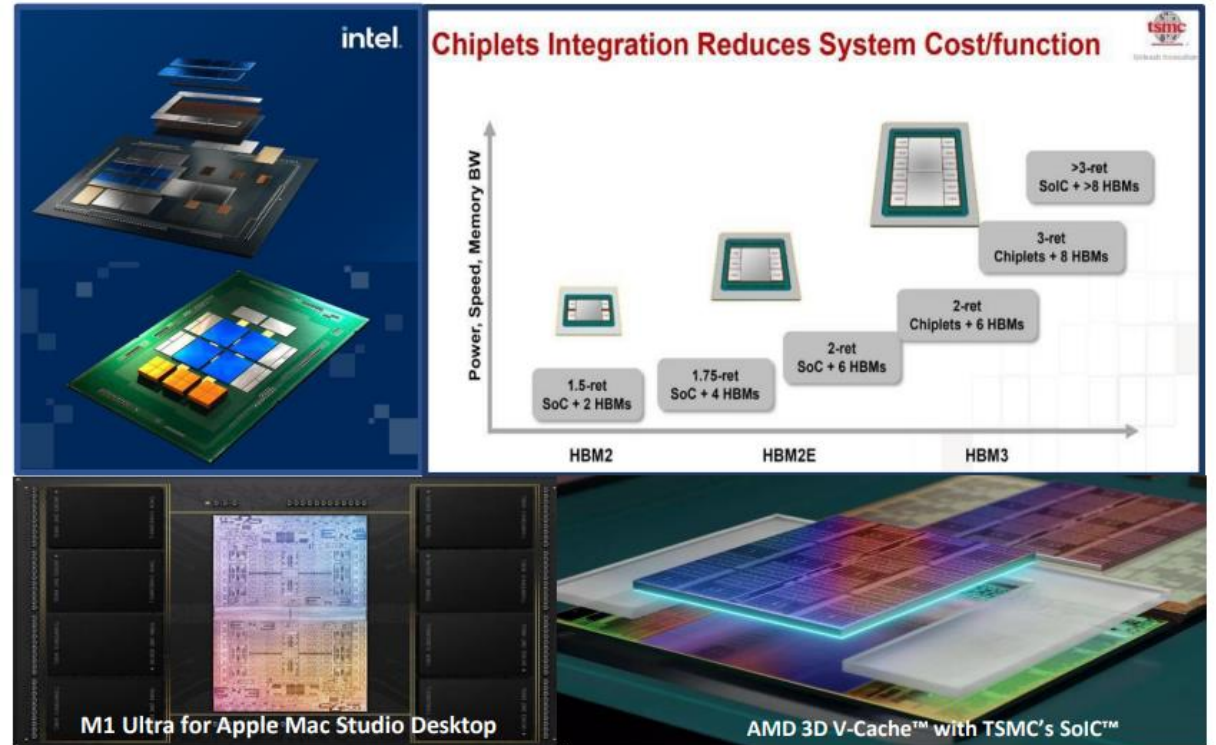 intel.
Chiplets Integration Reduces System Cost/function
tsmc
Power, Speed, Memory BW
>3-ret
SoIC + >8 HBMs
3-ret
Chiplets + 8 HBMs
2-ret
Chiplets + 6 HBMs
2-ret
SoC + 6 HBMs
1.75-ret
SoC + 4 HBMs
1.5-ret
SoC + 2 HBMs
HBM2
HBM2E
HBM3
M1 Ultra for Apple Mac Studio Desktop
AMD 3D V-Cache™ with TSMC's SoIC™